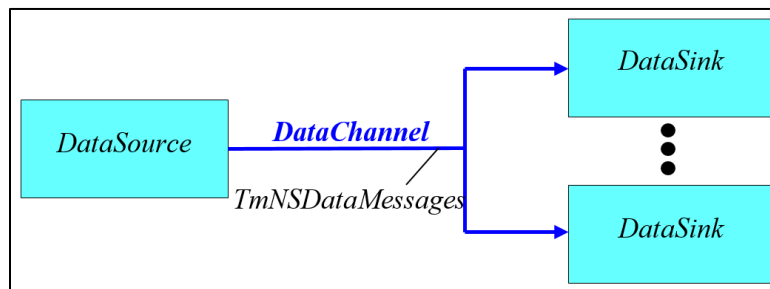 DataSink
DataChannel
DataSource
TmNSDataMessages
DataSink